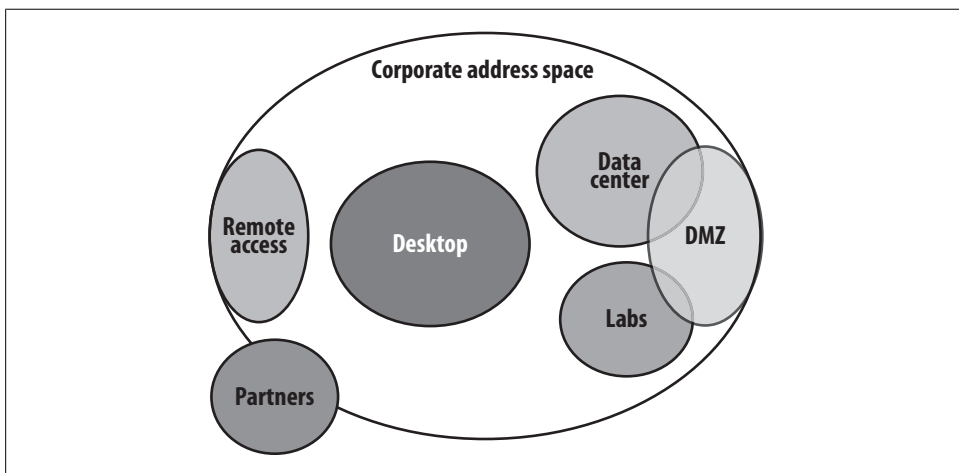 Corporate address space
Data
center
Remote
access
Desktop
DMZ
Labs
Partners